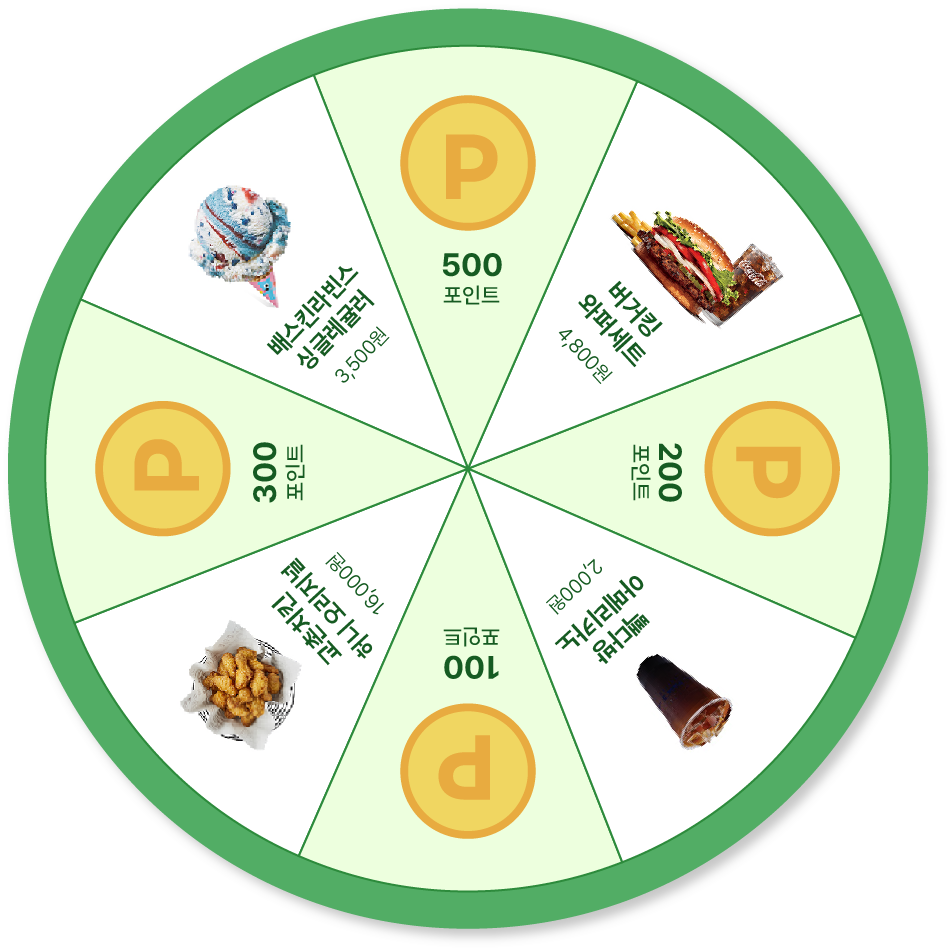 P
500
포인트
버거킹
와퍼세트
4,800원
P
200
포인트
빽다방
아메리카노
2,000원
P
100
포인트
교촌치킨
허니 오리지널
16,000원
P
300
포인트
배스킨라빈스
싱글레귤러
3,500원